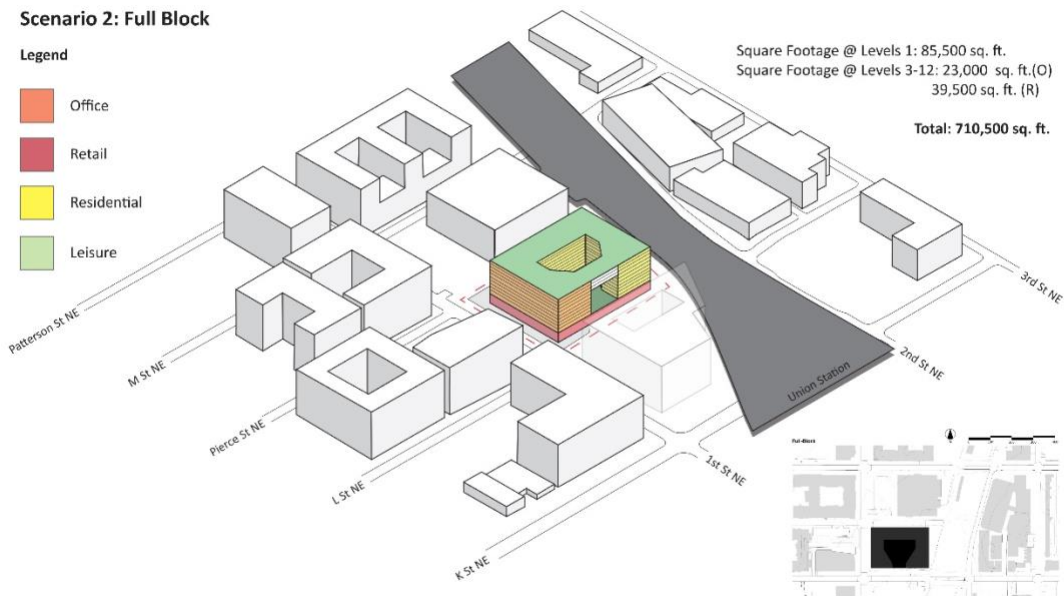 Scenario 2: Full Block
Legend
Office
Retail
Residential
Leisure
Square Footage @ Levels 1: 85,500 sq. ft.
Square Footage @ Levels 3-12: 23,000 sq. ft.(O)
39,500 sq. ft. (R)
Total: 710,500 sq. ft.
Patterson St NE
M St NE
Pierce St NE
L St NE
K St NE
1st St NE
2nd St NE
3rd St NE
Union Station
Full-Block